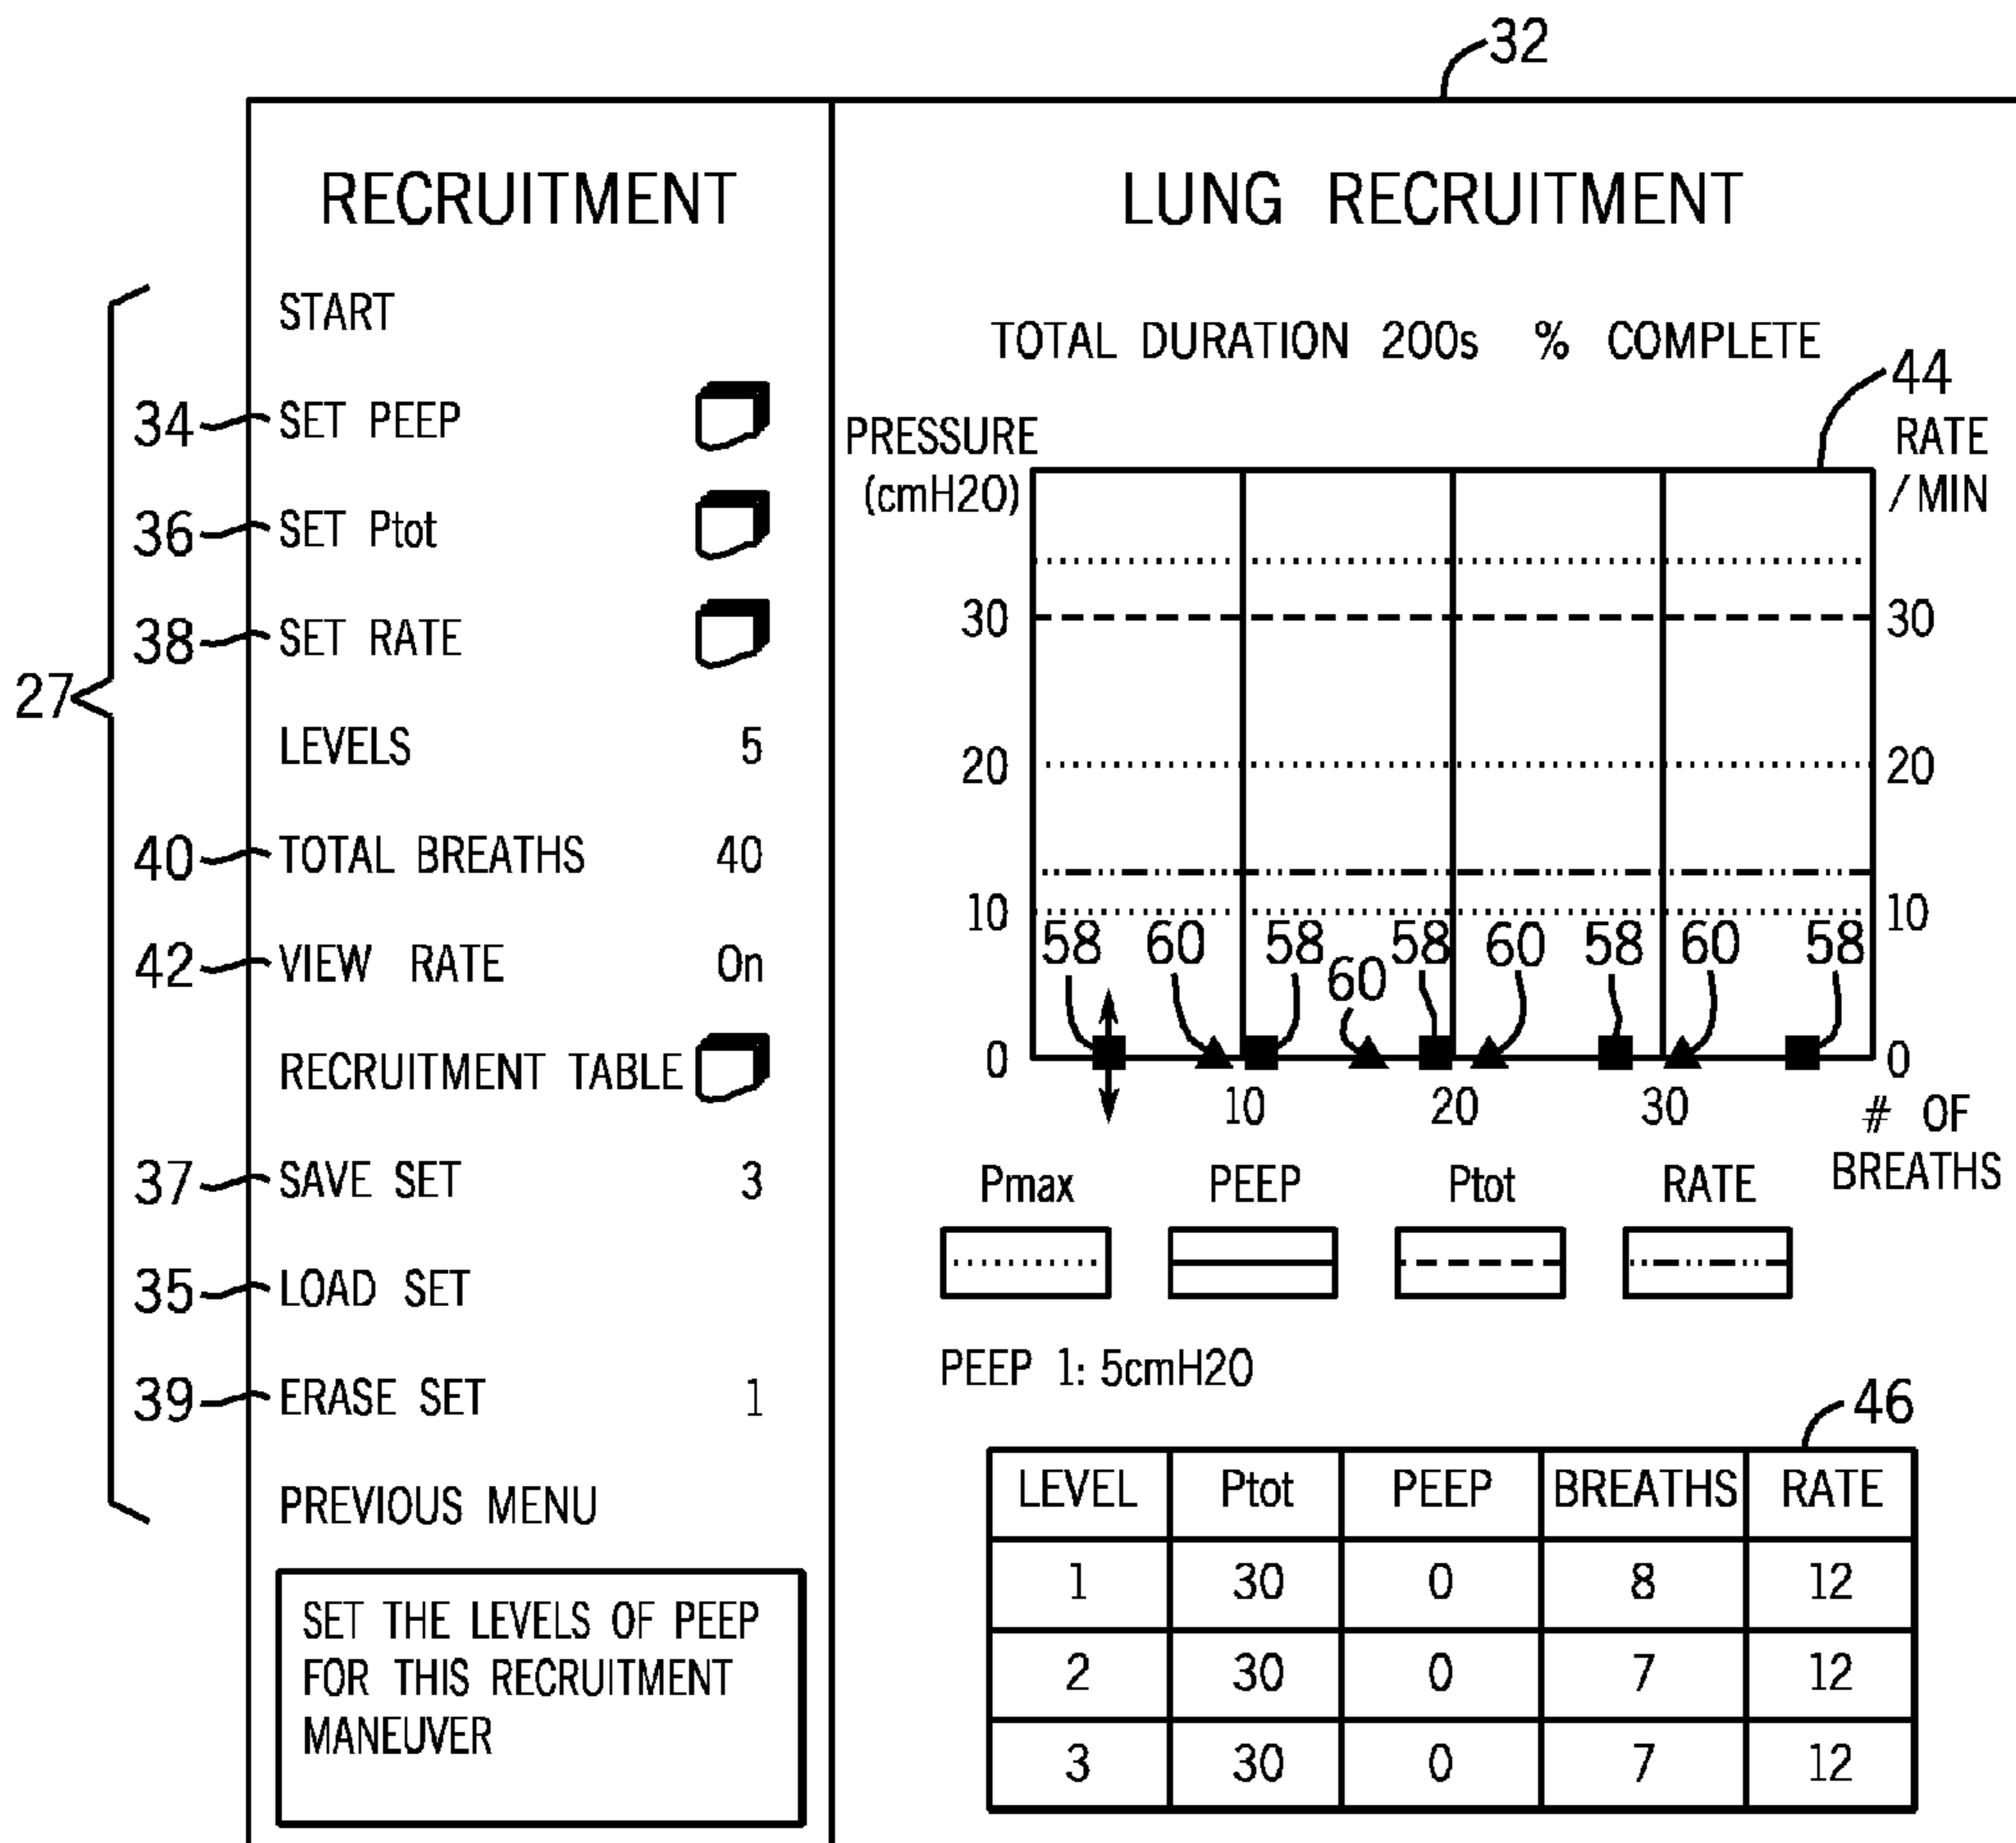 32
RECRUITMENT
27
START
34 SET PEEP
36 SET Ptot
38 SET RATE
LEVELS 5
40 TOTAL BREATHS 40
42 VIEW RATE On
RECRUITMENT TABLE
37 SAVE SET 3
35 LOAD SET
39 ERASE SET 1
PREVIOUS MENU
SET THE LEVELS OF PEEP
FOR THIS RECRUITMENT
MANEUVER
LUNG RECRUITMENT
TOTAL DURATION 200s % COMPLETE
44
PRESSURE
(cmH20)
RATE
/MIN
30 30
20 20
10 10
58 60 58 60 58 60 58 60 58
0 0
10 20 30
# OF
BREATHS
Pmax PEEP Ptot RATE
PEEP 1: 5cmH20
46
LEVEL Ptot PEEP BREATHS RATE
1 30 0 8 12
2 30 0 7 12
3 30 0 7 12